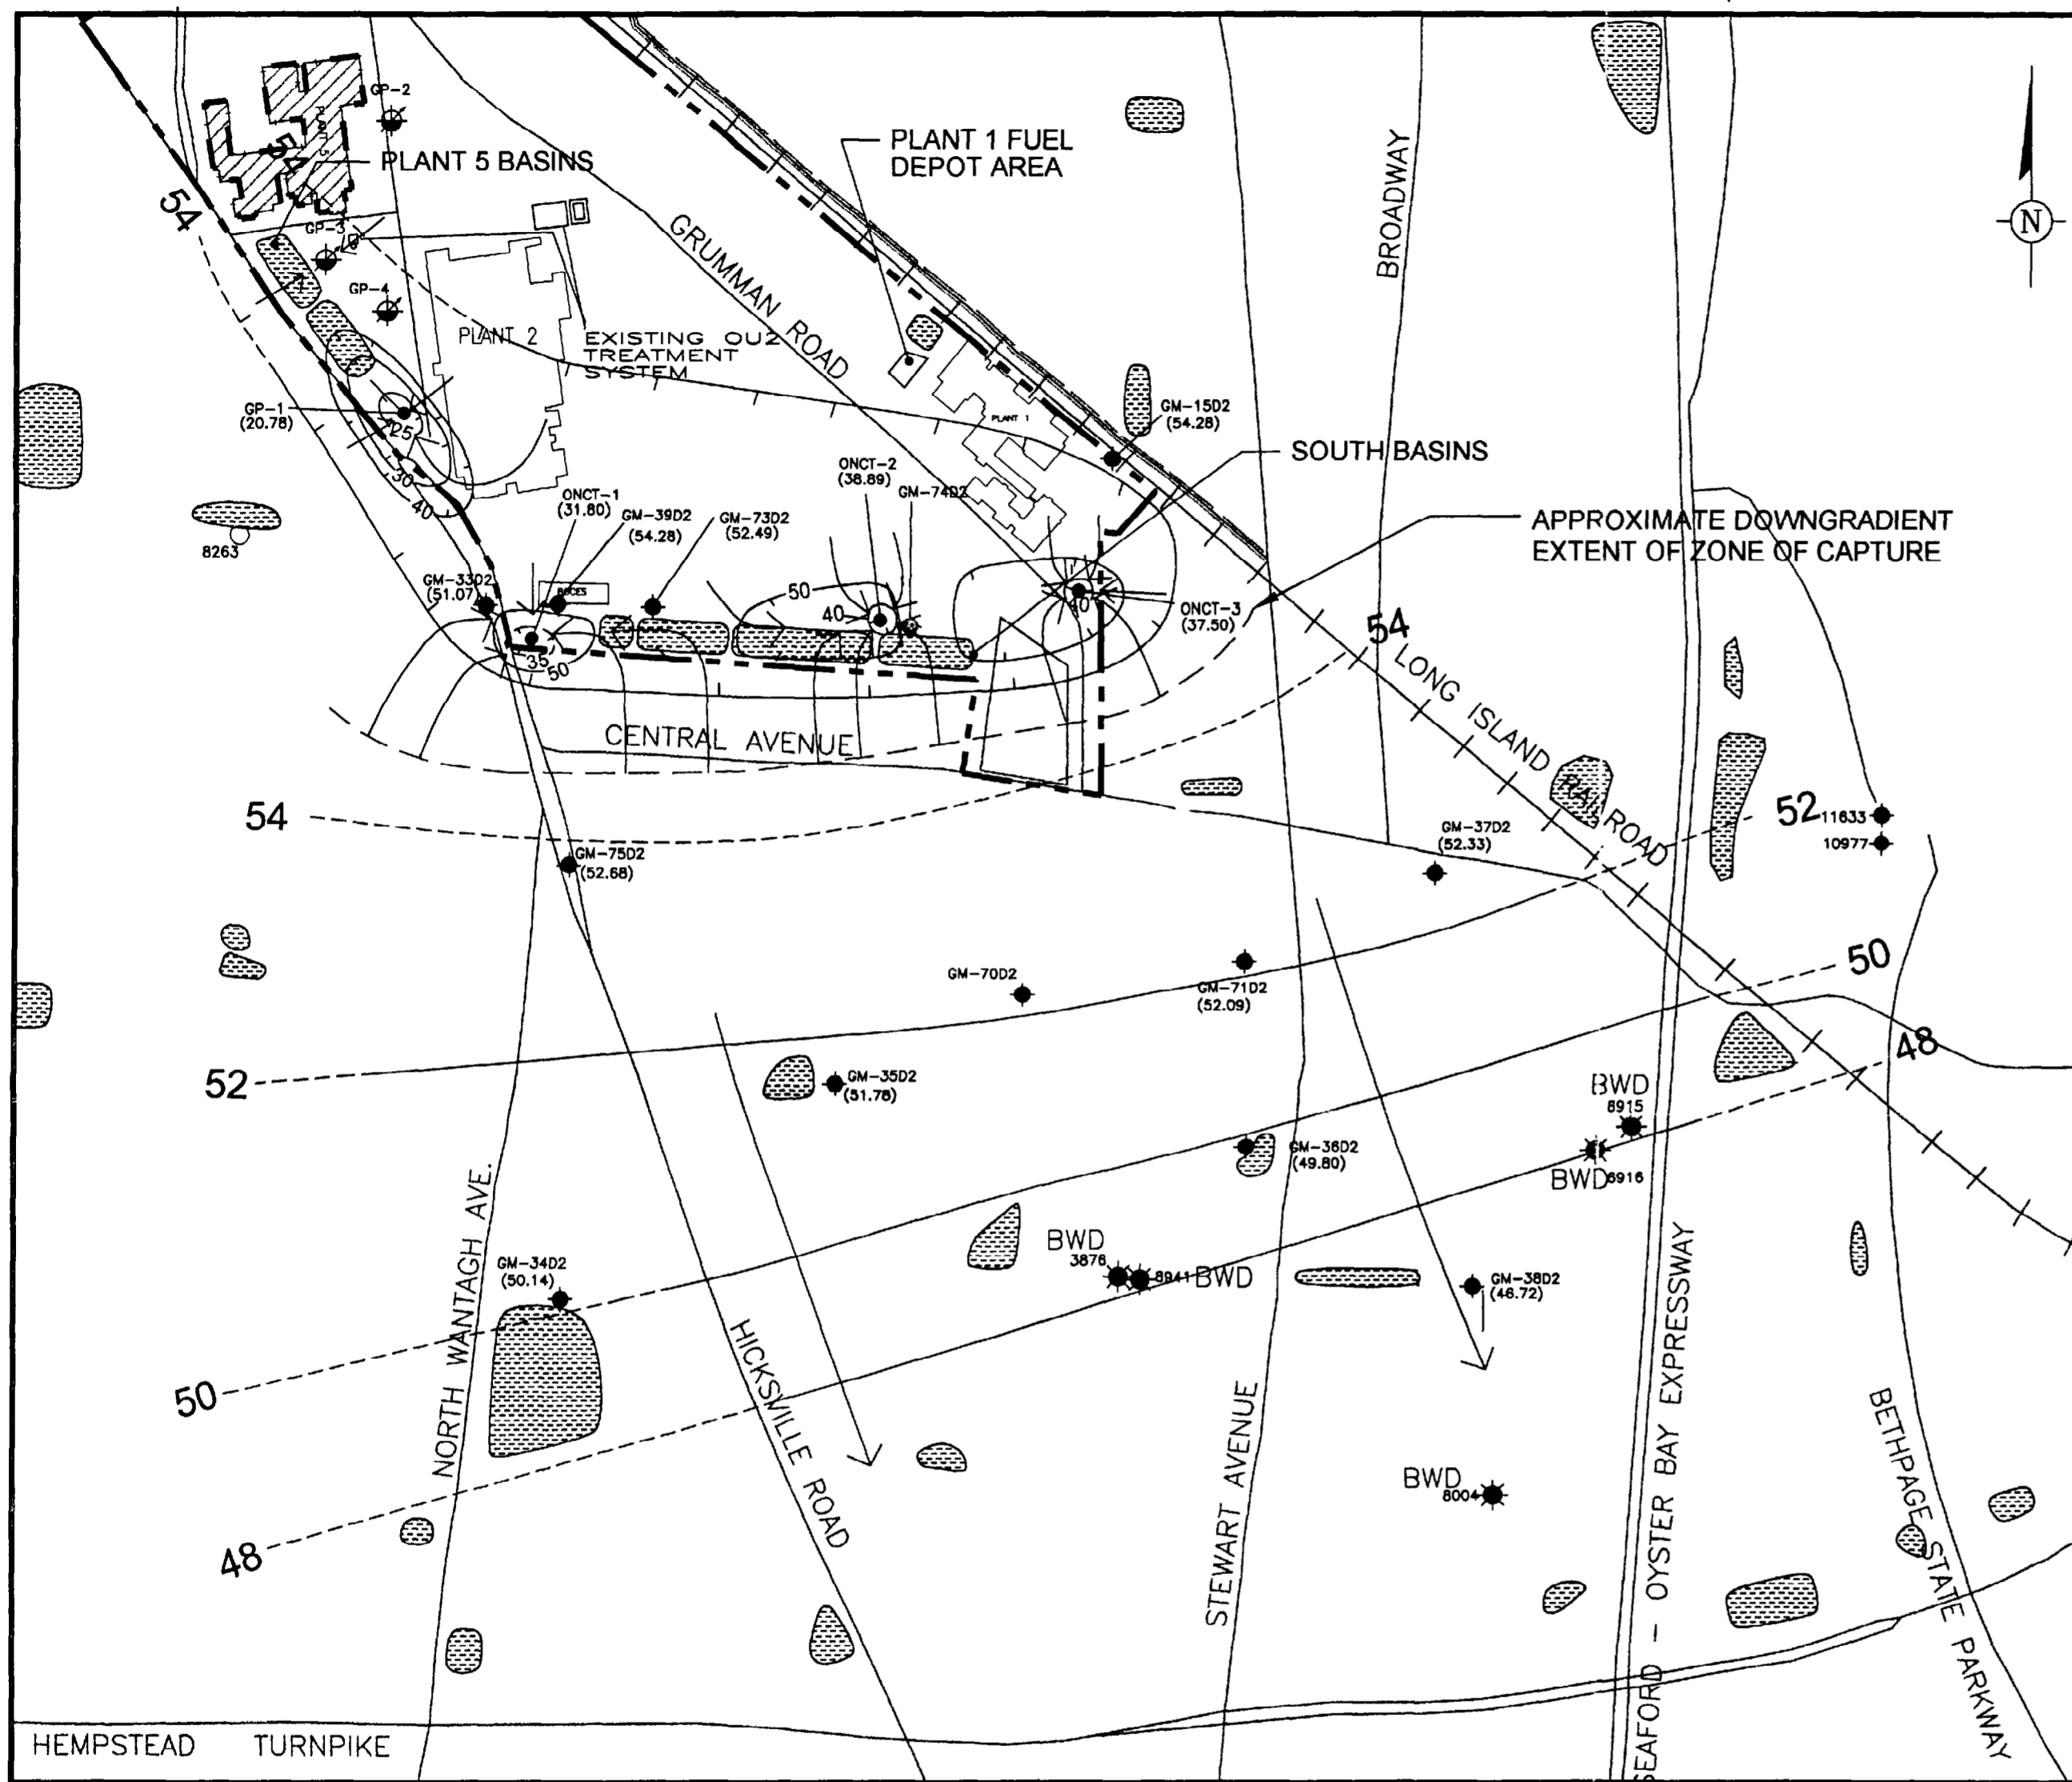 GP-2
PLANT 5
54
PLANT 5 BASINS
PLANT 1 FUEL
DEPOT AREA
BROADWAY
N
54
GP-3
GRUMMAN ROAD
GP-4
PLANT 2
EXISTING OU2
TREATMENT
SYSTEM
GP-1
(20.78)
25
30
40
PLANT 1
GM-15D2
(54.28)
SOUTH BASINS
ONCT-2
(38.89)
GM-74D2
ONCT-1
(31.80)
GM-39D2
(54.28)
GM-73D2
(52.49)
APPROXIMATE DOWNGRADIENT
EXTENT OF ZONE OF CAPTURE
8263
GM-33D2
(51.07)
BOCES
50
40
40
ONCT-3
(37.50)
35
50
54
LONG ISLAND RAILROAD
CENTRAL AVENUE
54
52
11633
10977
GM-75D2
(52.68)
GM-37D2
(52.33)
50
GM-70D2
GM-71D2
(52.09)
48
52
GM-35D2
(51.78)
BWD
8915
GM-36D2
(49.80)
BWD
8916
NORTH WANTAGH AVE.
BWD
3876
8941
BWD
GM-34D2
(50.14)
GM-38D2
(46.72)
HICKSVILLE ROAD
50
STEWART AVENUE
SEAFORD - OYSTER BAY EXPRESSWAY
BETHPAGE STATE PARKWAY
BWD
8004
48
HEMPSTEAD TURNPIKE